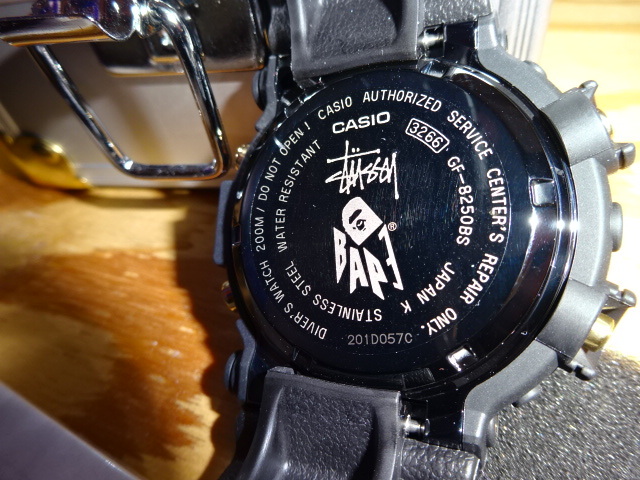 DIVER'S WATCH 200M / DO NOT OPEN! CASIO AUTHORIZED SERVICE CENTER'S REPAIR ONLY.
STAINLESS STEEL WATER RESISTANT
CASIO
3266
GF-8250BS
JAPAN K
Stüssy
BAPE
®
201D057C